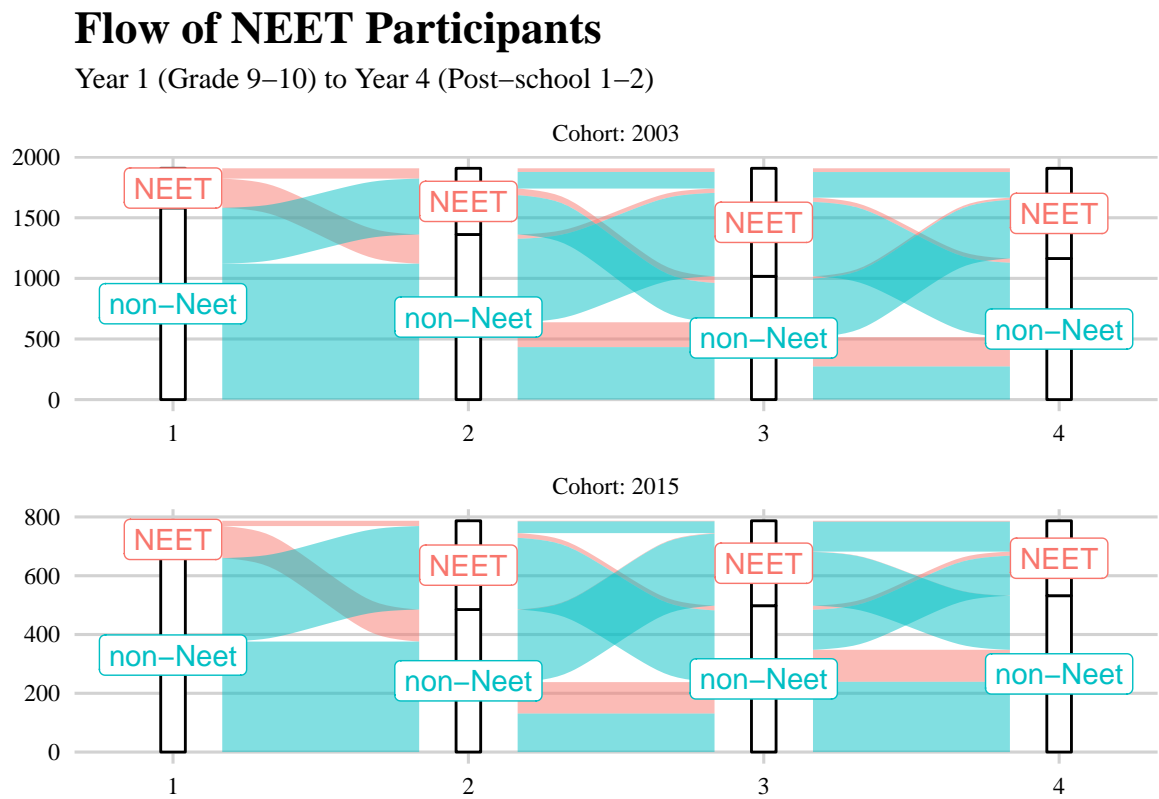 Flow of NEET Participants
Year 1 (Grade 9–10) to Year 4 (Post–school 1–2)
Cohort: 2003
2000
1500
1000
500
0
NEET
NEET
NEET
NEET
non–Neet
non–Neet
non–Neet
non–Neet
1
2
3
4
Cohort: 2015
800
600
400
200
0
NEET
NEET
NEET
NEET
non–Neet
non–Neet
non–Neet
non–Neet
1
2
3
4